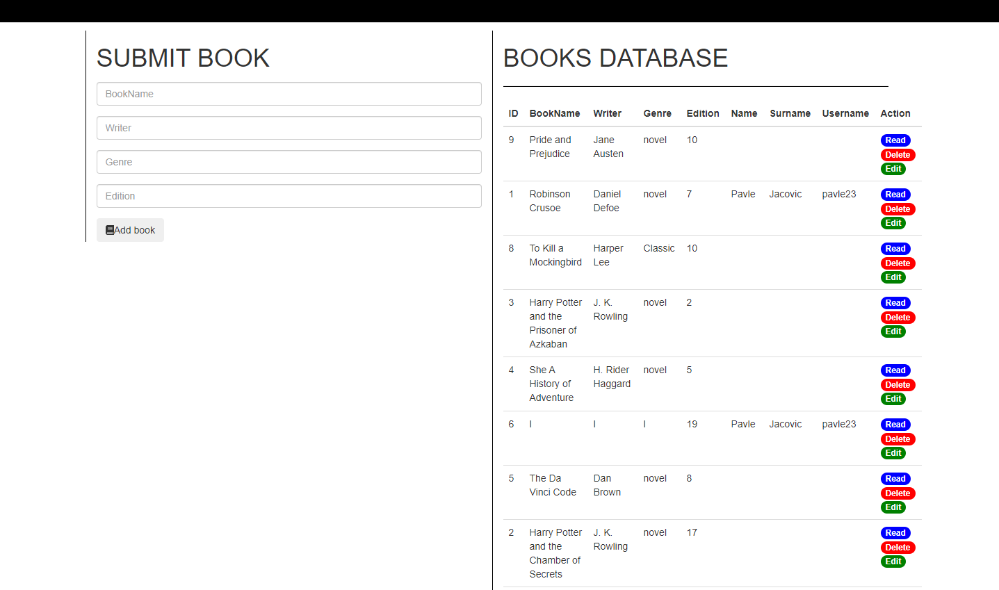 SUBMIT BOOK
BookName
Writer
Genre
Edition
Add book
BOOKS DATABASE
ID BookName Writer Genre Edition Name Surname Username Action
9 Pride and Jane novel 10 Read
Prejudice Austen Delete
Edit
1 Robinson Daniel novel 7 Pavle Jacovic pavle23 Read
Crusoe Defoe Delete
Edit
8 To Kill a Harper Classic 10 Read
Mockingbird Lee Delete
Edit
3 Harry Potter J. K. novel 2 Read
and the Rowling Delete
Prisoner of Edit
Azkaban
4 She A H. Rider novel 5 Read
History of Haggard Delete
Adventure Edit
6 I I I 19 Pavle Jacovic pavle23 Read
Delete
Edit
5 The Da Dan novel 8 Read
Vinci Code Brown Delete
Edit
2 Harry Potter J. K. novel 17 Read
and the Rowling Delete
Chamber of Edit
Secrets